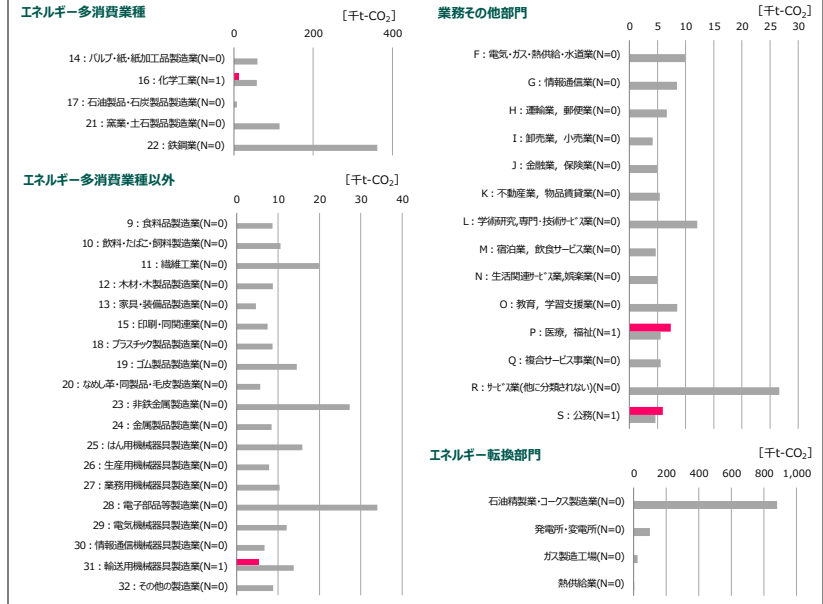 エネルギー多消費業種
[千t-CO₂]
0 200 400
14：パルプ・紙・紙加工品製造業(N=0)
16：化学工業(N=1)
17：石油製品・石炭製品製造業(N=0)
21：窯業・土石製品製造業(N=0)
22：鉄鋼業(N=0)
エネルギー多消費業種以外
[千t-CO₂]
0 10 20 30 40
9：食料品製造業(N=0)
10：飲料・たばこ・飼料製造業(N=0)
11：繊維工業(N=0)
12：木材・木製品製造業(N=0)
13：家具・装備品製造業(N=0)
15：印刷・同関連業(N=0)
18：プラスチック製品製造業(N=0)
19：ゴム製品製造業(N=0)
20：なめし革・同製品・毛皮製造業(N=0)
23：非鉄金属製造業(N=0)
24：金属製品製造業(N=0)
25：はん用機械器具製造業(N=0)
26：生産用機械器具製造業(N=0)
27：業務用機械器具製造業(N=0)
28：電子部品等製造業(N=0)
29：電気機械器具製造業(N=0)
30：情報通信機械器具製造業(N=0)
31：輸送用機械器具製造業(N=1)
32：その他の製造業(N=0)
業務その他部門
[千t-CO₂]
0 5 10 15 20 25 30
F：電気・ガス・熱供給・水道業(N=0)
G：情報通信業(N=0)
H：運輸業，郵便業(N=0)
I：卸売業，小売業(N=0)
J：金融業，保険業(N=0)
K：不動産業，物品賃貸業(N=0)
L：学術研究,専門・技術ｻｰﾋﾞｽ業(N=0)
M：宿泊業，飲食サービス業(N=0)
N：生活関連ｻｰﾋﾞｽ業,娯楽業(N=0)
O：教育，学習支援業(N=0)
P：医療，福祉(N=1)
Q：複合サービス事業(N=0)
R：ｻｰﾋﾞｽ業(他に分類されない)(N=0)
S：公務(N=1)
エネルギー転換部門
[千t-CO₂]
0 200 400 600 800 1,000
石油精製業・コークス製造業(N=0)
発電所・変電所(N=0)
ガス製造工場(N=0)
熱供給業(N=0)